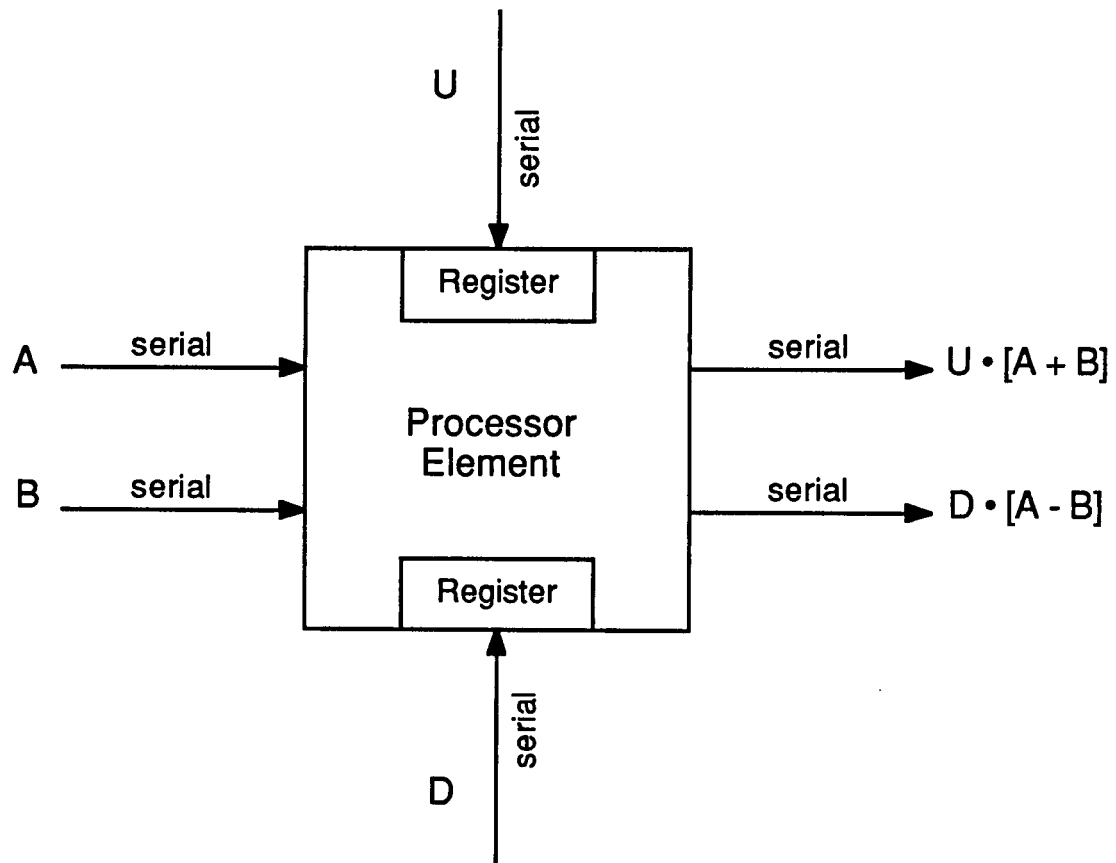 U
serial
Register
A
serial
serial
U • [A + B]
Processor
Element
B
serial
serial
D • [A - B]
Register
serial
D